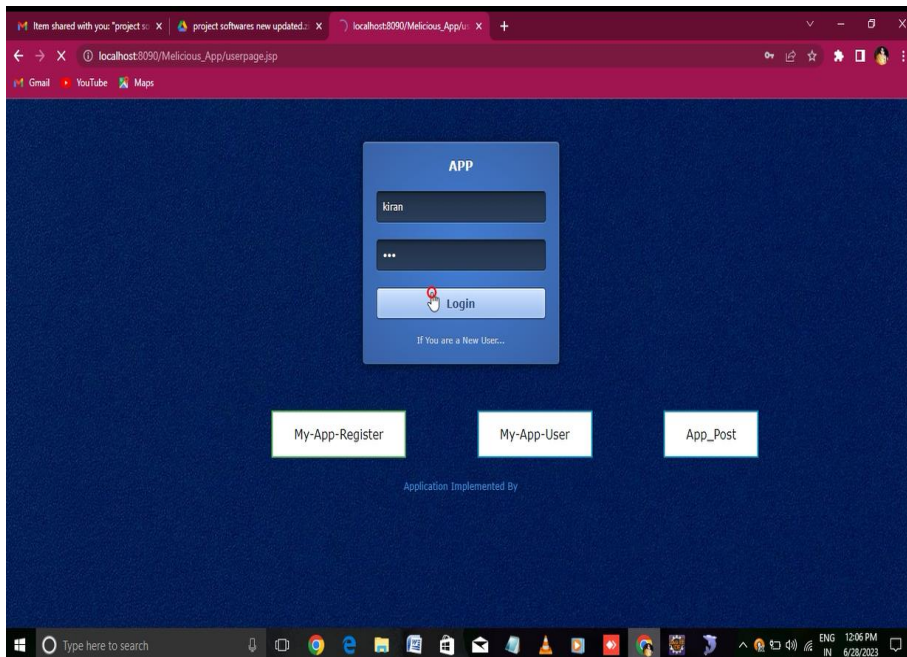 Item shared with you: "project so
project softwares new updated.z
localhost:8090/Melicious_App/us
localhost:8090/Melicious_App/userpage.jsp
Gmail
YouTube
Maps
APP
kiran
•••
Login
If You are a New User...
My-App-Register
My-App-User
App_Post
Application Implemented By
Type here to search
ENG
IN
12:06 PM
6/28/2023